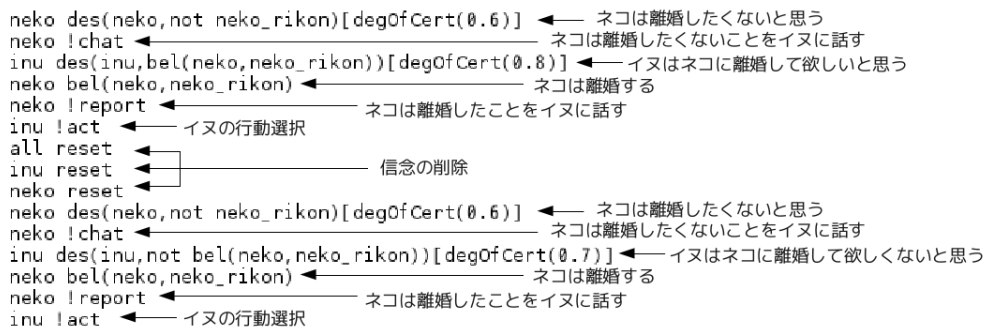 neko des(neko,not neko_rikon)[degOfCert(0.6)] ネコは離婚したくないと思う
neko !chat ネコは離婚したくないことをイヌに話す
inu des(inu,bel(neko,neko_rikon))[degOfCert(0.8)] イヌはネコに離婚して欲しいと思う
neko bel(neko,neko_rikon) ネコは離婚する
neko !report ネコは離婚したことをイヌに話す
inu !act イヌの行動選択
all reset
inu reset 信念の削除
neko reset
neko des(neko,not neko_rikon)[degOfCert(0.6)] ネコは離婚したくないと思う
neko !chat ネコは離婚したくないことをイヌに話す
inu des(inu,not bel(neko,neko_rikon))[degOfCert(0.7)] イヌはネコに離婚して欲しくないと思う
neko bel(neko,neko_rikon) ネコは離婚する
neko !report ネコは離婚したことをイヌに話す
inu !act イヌの行動選択